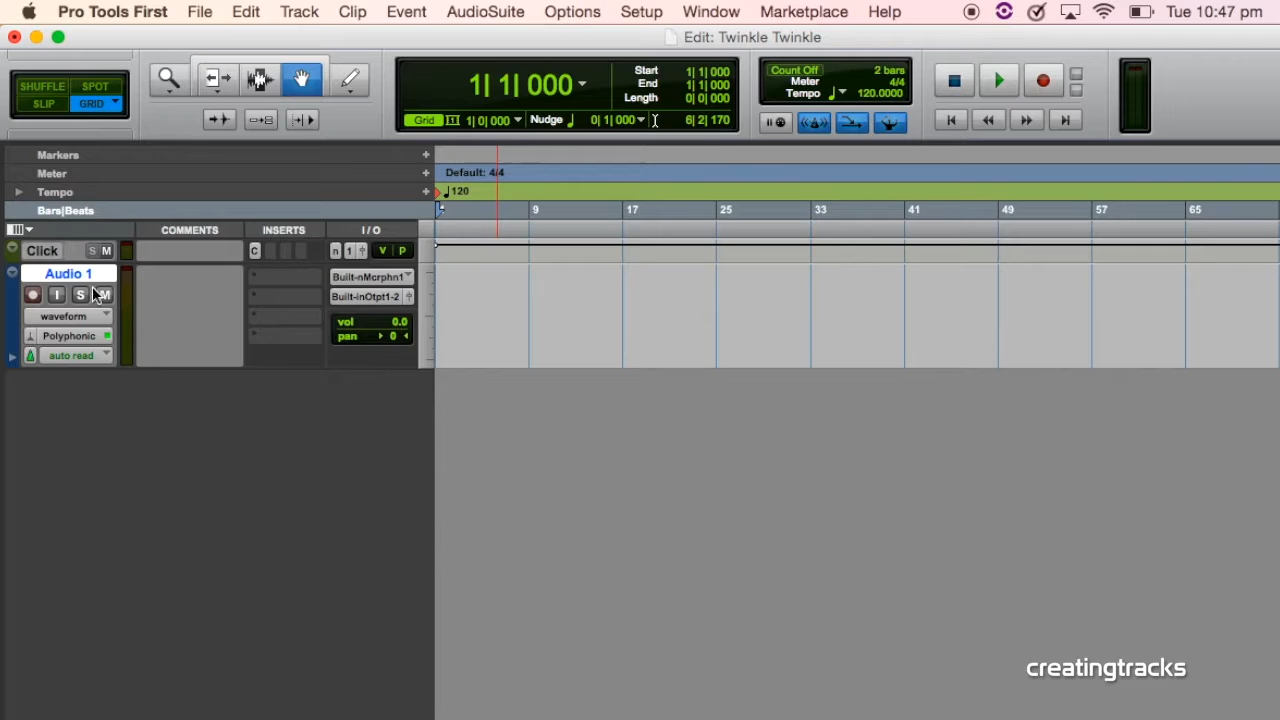 Pro Tools First File Edit Track Clip Event AudioSuite Options Setup Window Marketplace Help Tue 10:47 pm
Edit: Twinkle Twinkle
SHUFFLE SPOT
SLIP GRID
1| 1| 000
Start 1| 1| 000
End 1| 1| 000
Length 0| 0| 000
Grid 1| 0| 000 Nudge 0| 1| 000 6| 2| 170
Count Off 2 bars
Meter 4/4
Tempo 120.0000
Markers +
Meter + Default: 4/4
Tempo + 120
Bars|Beats 9 17 25 33 41 49 57 65
COMMENTS INSERTS I / O
Click S M C n 1 V P
Audio 1 Built-nMcrphn1
I S M Built-inOtpt1-2
waveform vol 0.0
Polyphonic pan 0
auto read
creatingtracks